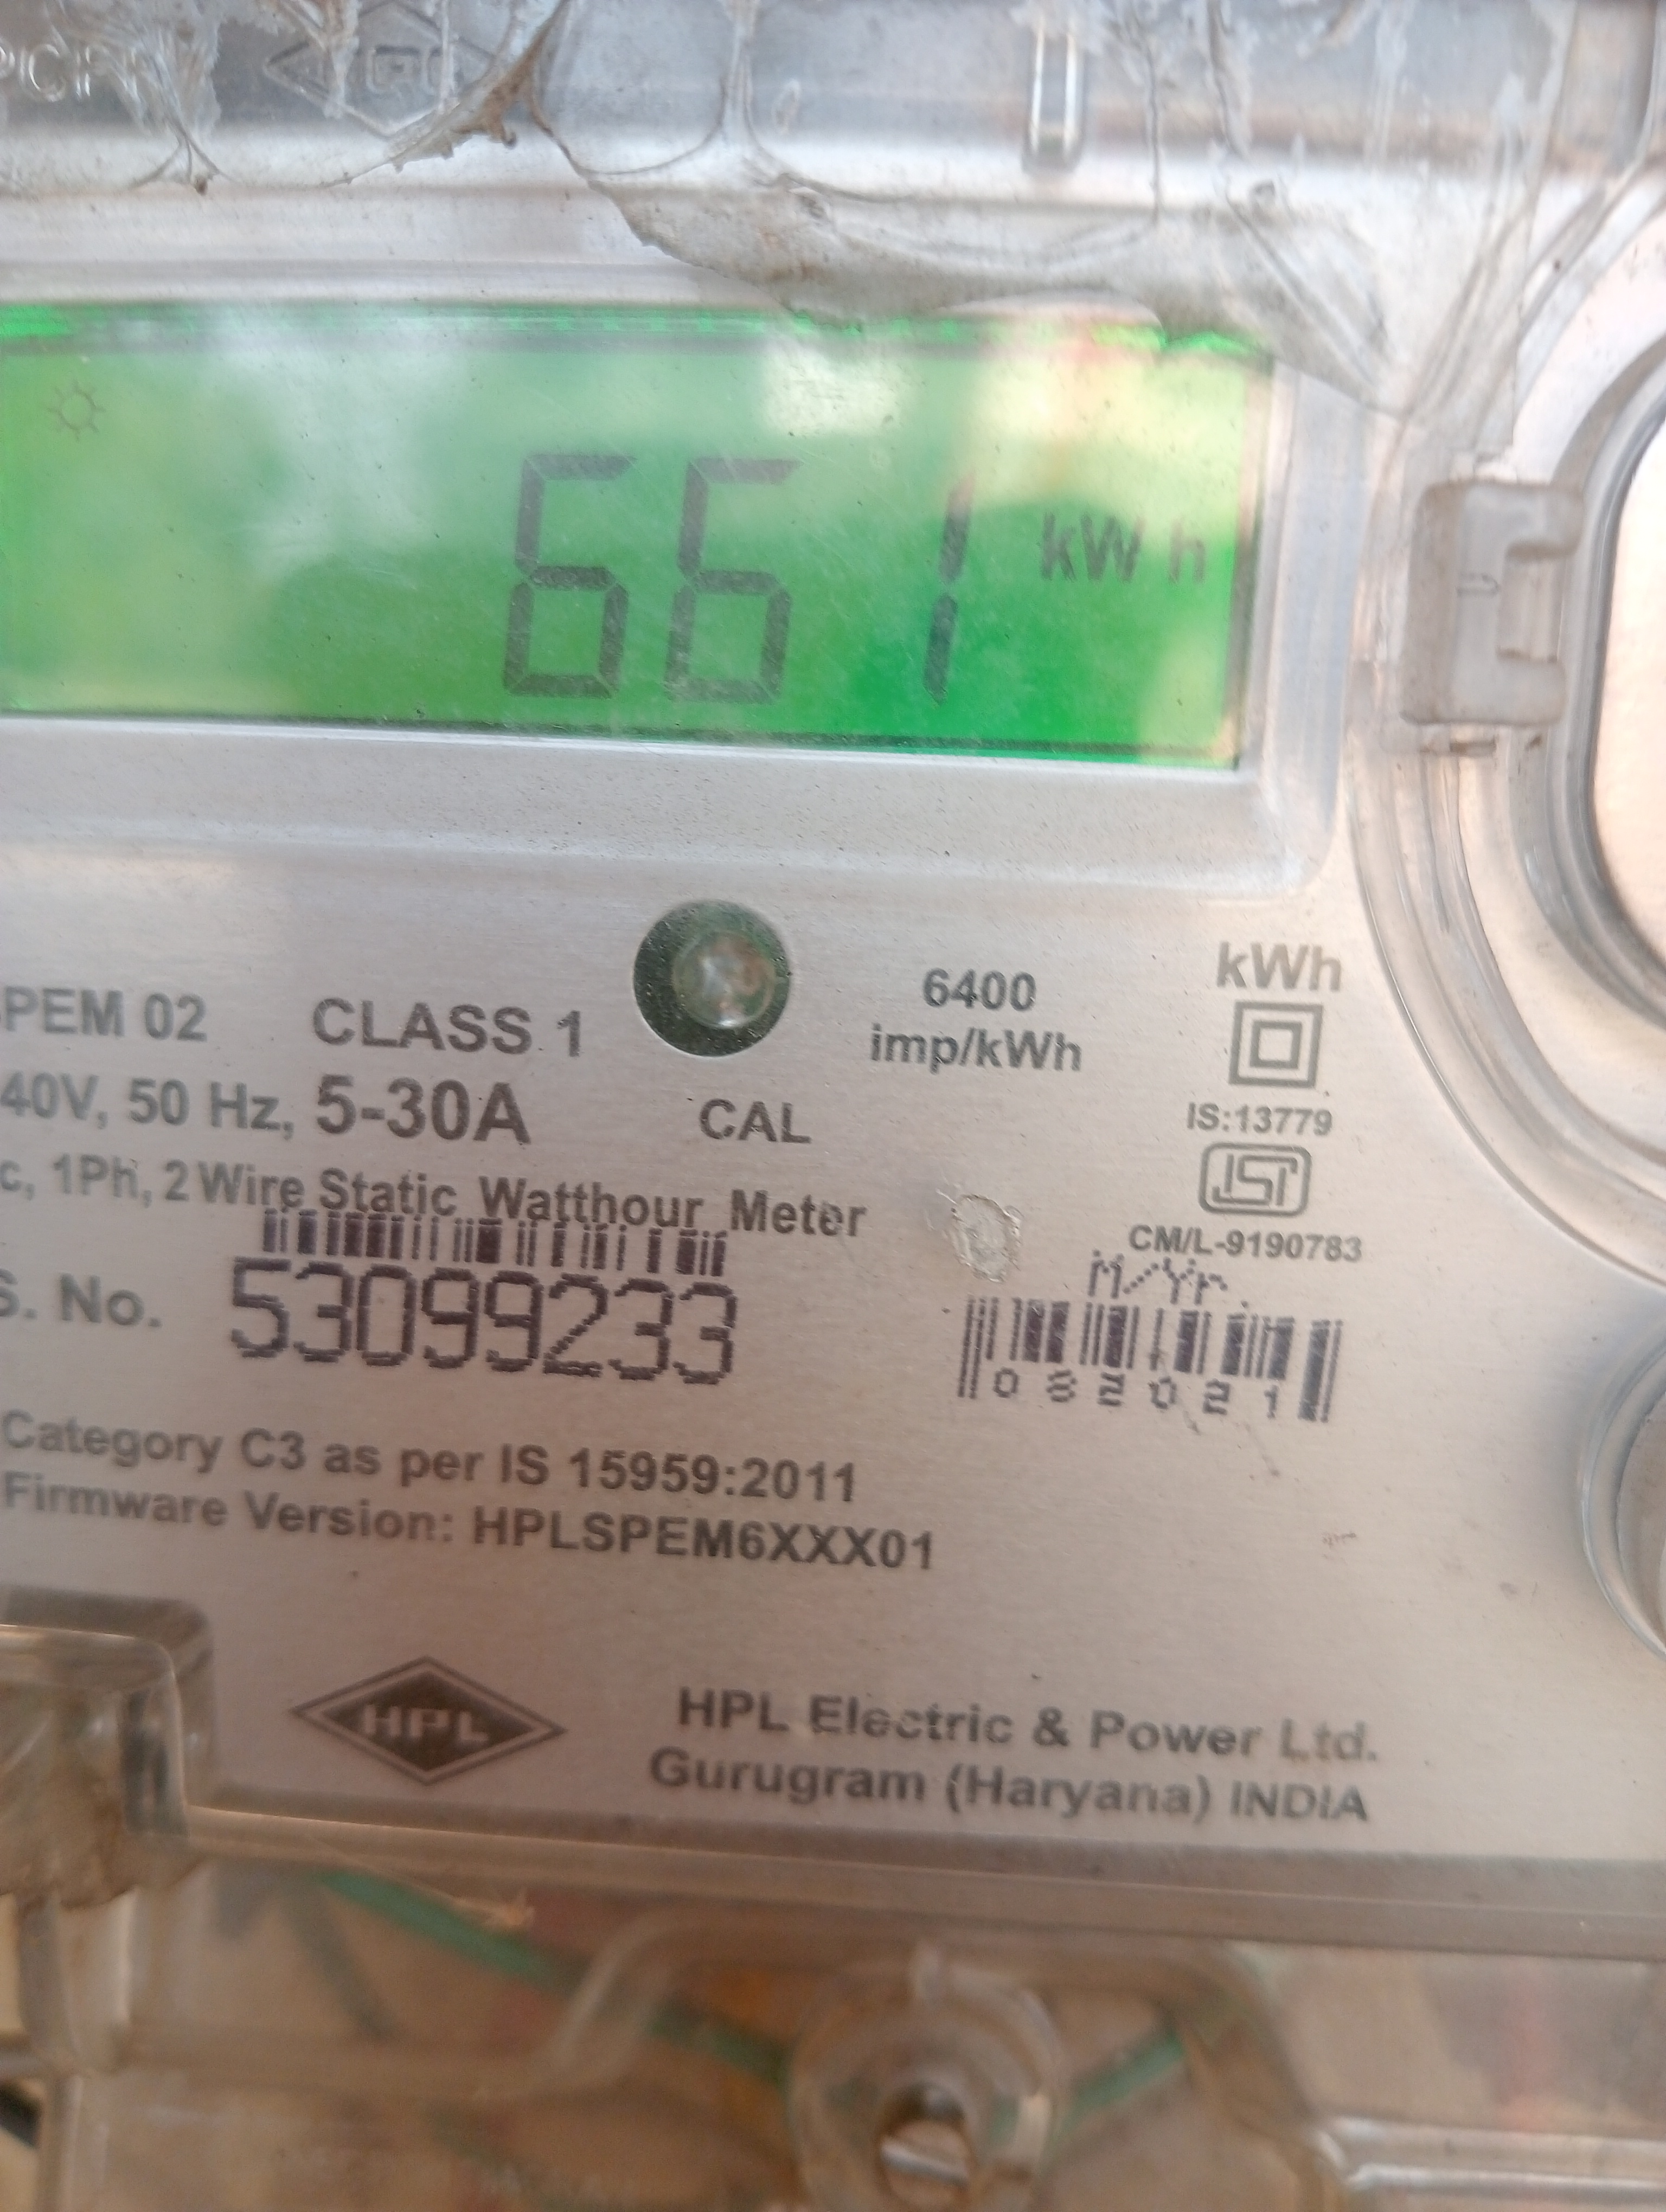 661 kWh
kWh
6400
imp/kWh
PEM 02 CLASS 1
40V, 50 Hz, 5-30A
CAL
IS:13779
ISI
c, 1Ph, 2 Wire Static Watthour Meter
CM/L-9190783
M/Yr.
S. No. 53099233
082021
Category C3 as per IS 15959:2011
Firmware Version: HPLSPEM6XXX01
HPL
HPL Electric & Power Ltd.
Gurugram (Haryana) INDIA